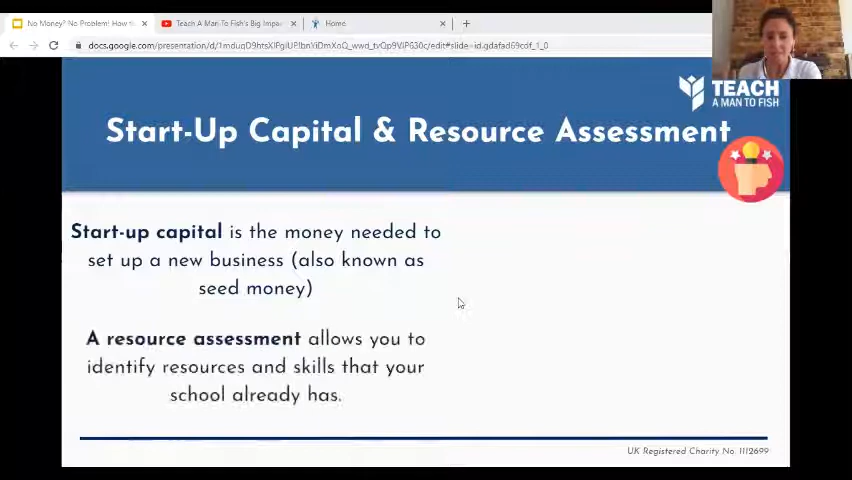 No Money? No Problem! How th
Teach A Man To Fish's Big Impac
Home
docs.google.com/presentation/d/
/edit#slide=id.gdafad69cdf_1_0
TEACH
A MAN TO FISH
Start-Up Capital & Resource Assessment
Start-up capital is the money needed to
set up a new business (also known as
seed money)
A resource assessment allows you to
identify resources and skills that your
school already has.
UK Registered Charity No. 1112699